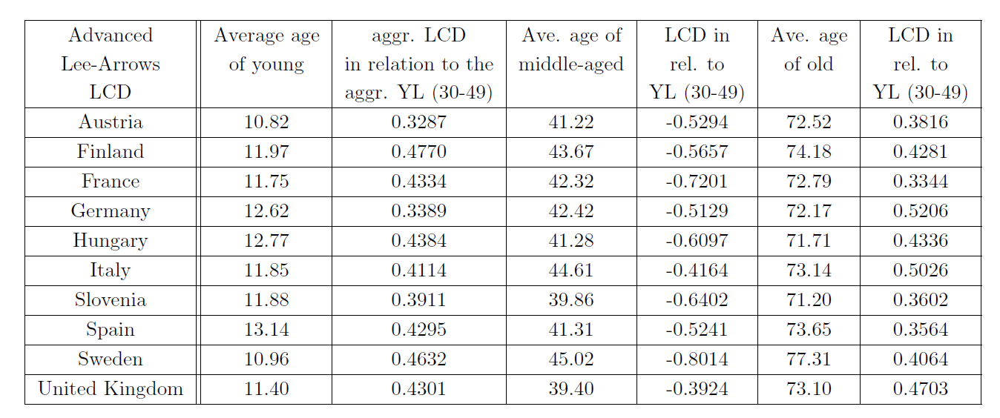 Advanced Lee-Arrows LCD | Average age of young | aggr. LCD in relation to the aggr. YL (30-49) | Ave. age of middle-aged | LCD in rel. to YL (30-49) | Ave. age of old | LCD in rel. to YL (30-49)
Austria | 10.82 | 0.3287 | 41.22 | -0.5294 | 72.52 | 0.3816
Finland | 11.97 | 0.4770 | 43.67 | -0.5657 | 74.18 | 0.4281
France | 11.75 | 0.4334 | 42.32 | -0.7201 | 72.79 | 0.3344
Germany | 12.62 | 0.3389 | 42.42 | -0.5129 | 72.17 | 0.5206
Hungary | 12.77 | 0.4384 | 41.28 | -0.6097 | 71.71 | 0.4336
Italy | 11.85 | 0.4114 | 44.61 | -0.4164 | 73.14 | 0.5026
Slovenia | 11.88 | 0.3911 | 39.86 | -0.6402 | 71.20 | 0.3602
Spain | 13.14 | 0.4295 | 41.31 | -0.5241 | 73.65 | 0.3564
Sweden | 10.96 | 0.4632 | 45.02 | -0.8014 | 77.31 | 0.4064
United Kingdom | 11.40 | 0.4301 | 39.40 | -0.3924 | 73.10 | 0.4703